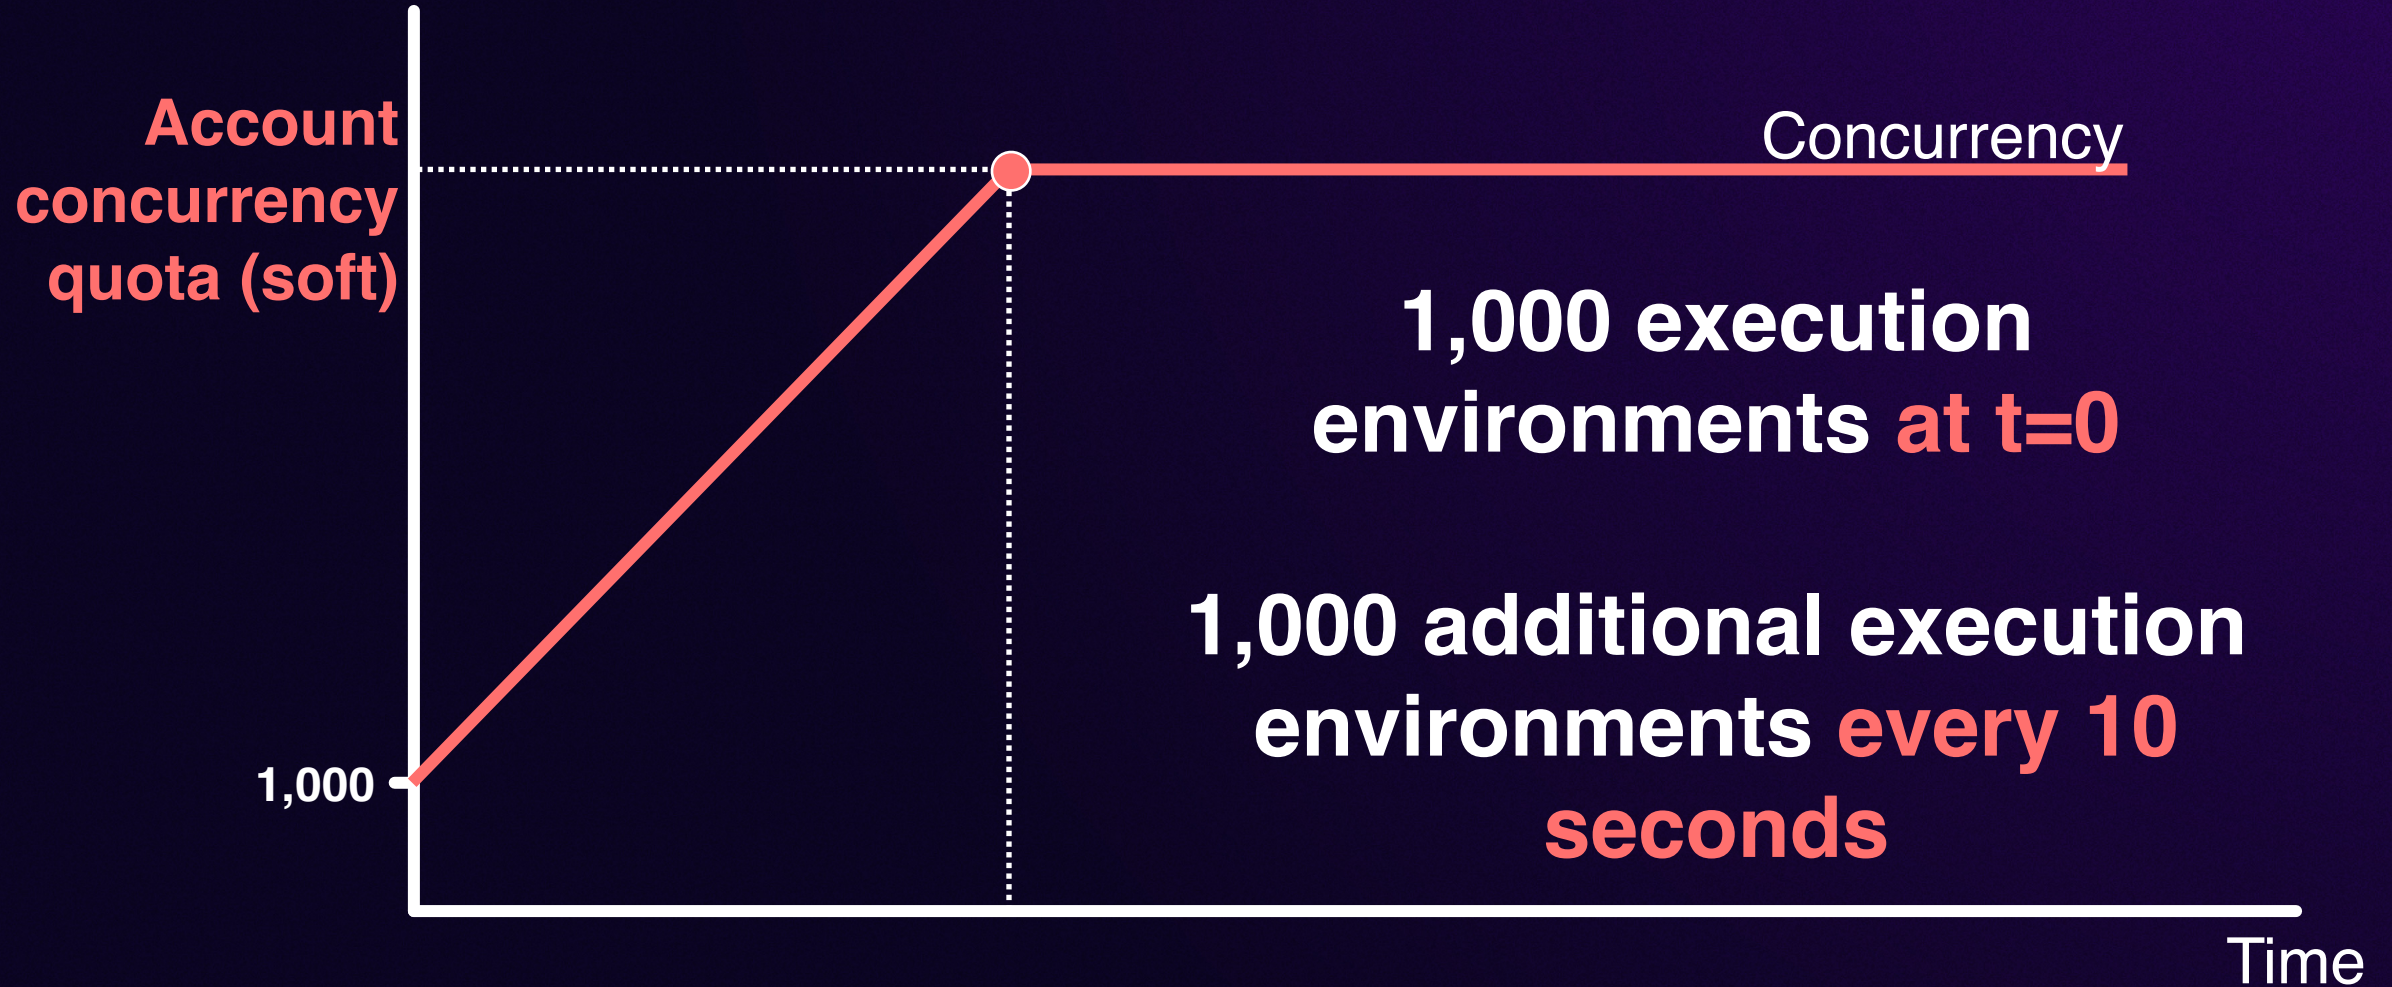 Account
concurrency
quota (soft)
Concurrency
1,000 execution
environments at t=0
1,000 additional execution
environments every 10
seconds
1,000
Time